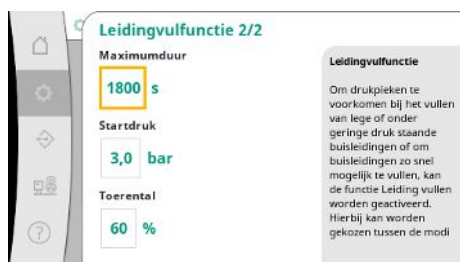 Leidingvulfunctie 2/2
Maximumduur
1800 s
Startdruk
3,0 bar
Toerental
60 %
Leidingvulfunctie
Om drukpieken te
voorkomen bij het vullen
van lege of onder
geringe druk staande
buisleidingen of om
buisleidingen zo snel
mogelijk te vullen, kan
de functie Leiding vullen
worden geactiveerd.
Hierbij kan worden
gekozen tussen de modi